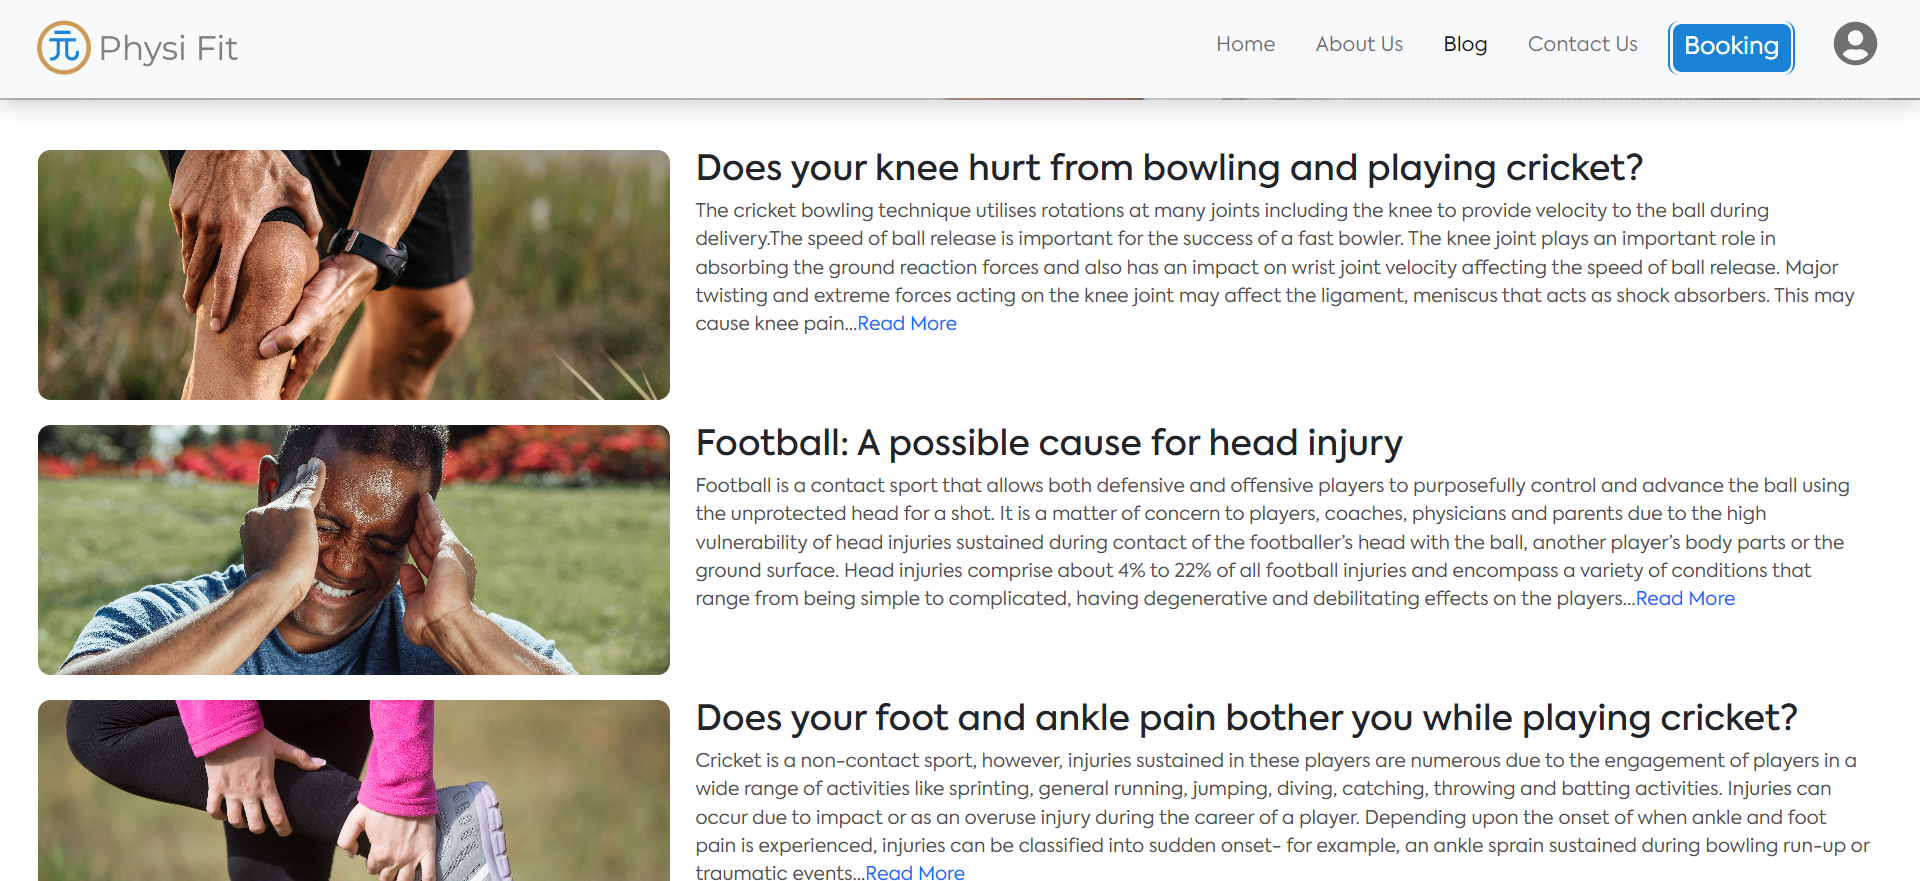 Physi Fit
Home
About Us
Blog
Contact Us
Booking
Does your knee hurt from bowling and playing cricket?
The cricket bowling technique utilises rotations at many joints including the knee to provide velocity to the ball during
delivery.The speed of ball release is important for the success of a fast bowler. The knee joint plays an important role in
absorbing the ground reaction forces and also has an impact on wrist joint velocity affecting the speed of ball release. Major
twisting and extreme forces acting on the knee joint may affect the ligament, meniscus that acts as shock absorbers. This may
cause knee pain...Read More
Football: A possible cause for head injury
Football is a contact sport that allows both defensive and offensive players to purposefully control and advance the ball using
the unprotected head for a shot. It is a matter of concern to players, coaches, physicians and parents due to the high
vulnerability of head injuries sustained during contact of the footballer’s head with the ball, another player’s body parts or the
ground surface. Head injuries comprise about 4% to 22% of all football injuries and encompass a variety of conditions that
range from being simple to complicated, having degenerative and debilitating effects on the players...Read More
Does your foot and ankle pain bother you while playing cricket?
Cricket is a non-contact sport, however, injuries sustained in these players are numerous due to the engagement of players in a
wide range of activities like sprinting, general running, jumping, diving, catching, throwing and batting activities. Injuries can
occur due to impact or as an overuse injury during the career of a player. Depending upon the onset of when ankle and foot
pain is experienced, injuries can be classified into sudden onset- for example, an ankle sprain sustained during bowling run-up or
traumatic events...Read More